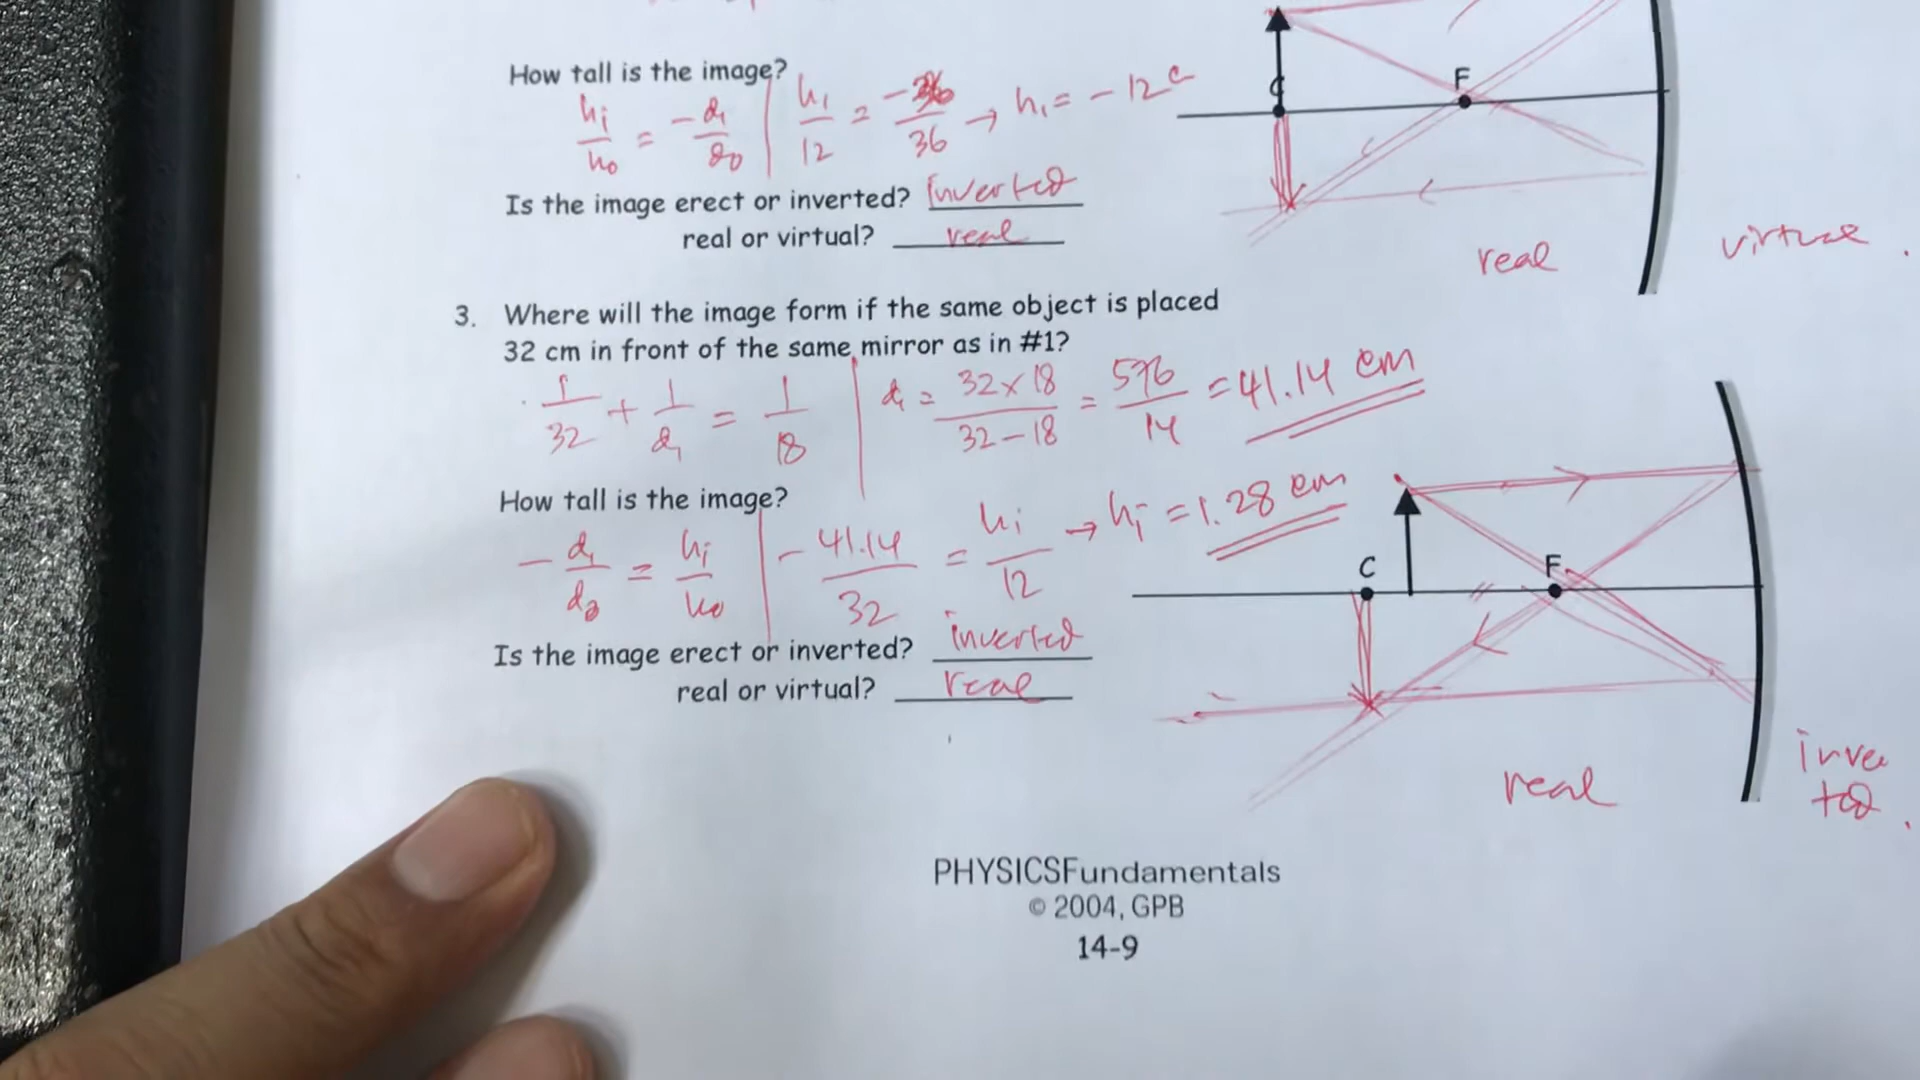 How tall is the image?
hi/ho = -di/do | hi/12 = -36/36 → hi = -12 c
Is the image erect or inverted? inverted
real or virtual? real
C
F
real
virtual
3. Where will the image form if the same object is placed
32 cm in front of the same mirror as in #1?
1/32 + 1/di = 1/18 | di = 32×18/32-18 = 576/14 = 41.14 cm
How tall is the image?
-di/do = hi/ho | -41.14/32 = hi/12 → hi = 1.28 cm
Is the image erect or inverted? inverted
real or virtual? real
C
F
real
inve
ted
PHYSICSFundamentals
© 2004, GPB
14-9